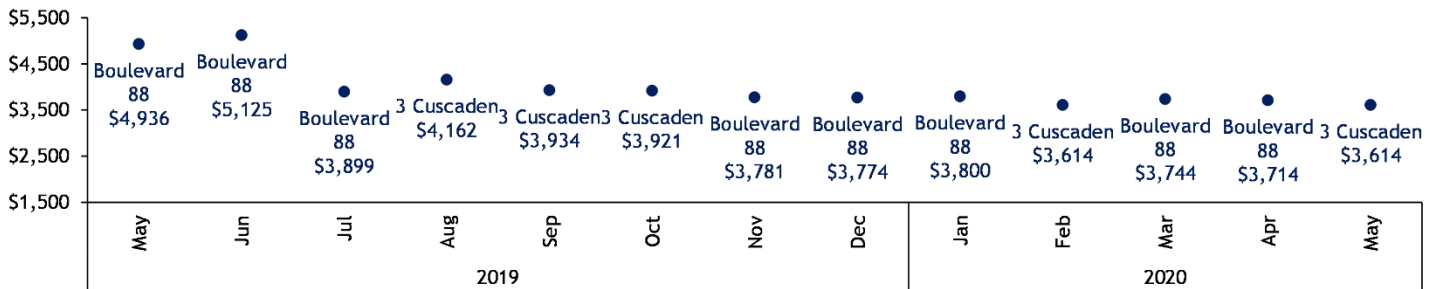 $5,500
$4,500
$3,500
$2,500
$1,500
Boulevard
88
$4,936
Boulevard
88
$5,125
Boulevard
88
$3,899
3 Cuscaden
$4,162
3 Cuscaden
$3,934
3 Cuscaden
$3,921
Boulevard
88
$3,781
Boulevard
88
$3,774
Boulevard
88
$3,800
3 Cuscaden
$3,614
Boulevard
88
$3,744
Boulevard
88
$3,714
3 Cuscaden
$3,614
May
Jun
Jul
Aug
Sep
Oct
Nov
Dec
Jan
Feb
Mar
Apr
May
2019
2020